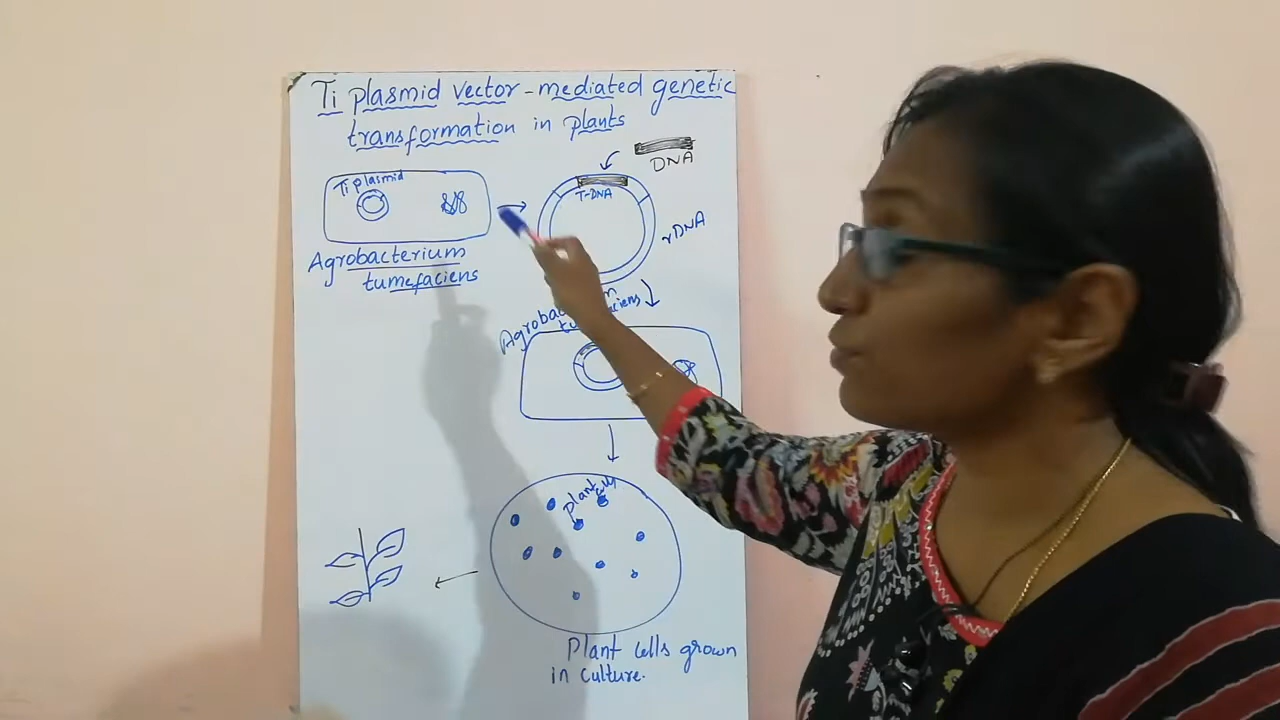 Ti plasmid vector-mediated genetic
transformation in plants
DNA
Ti plasmid
T-DNA
rDNA
Agrobacterium
tumefaciens
Plant cells
Plant cells grown
in culture.